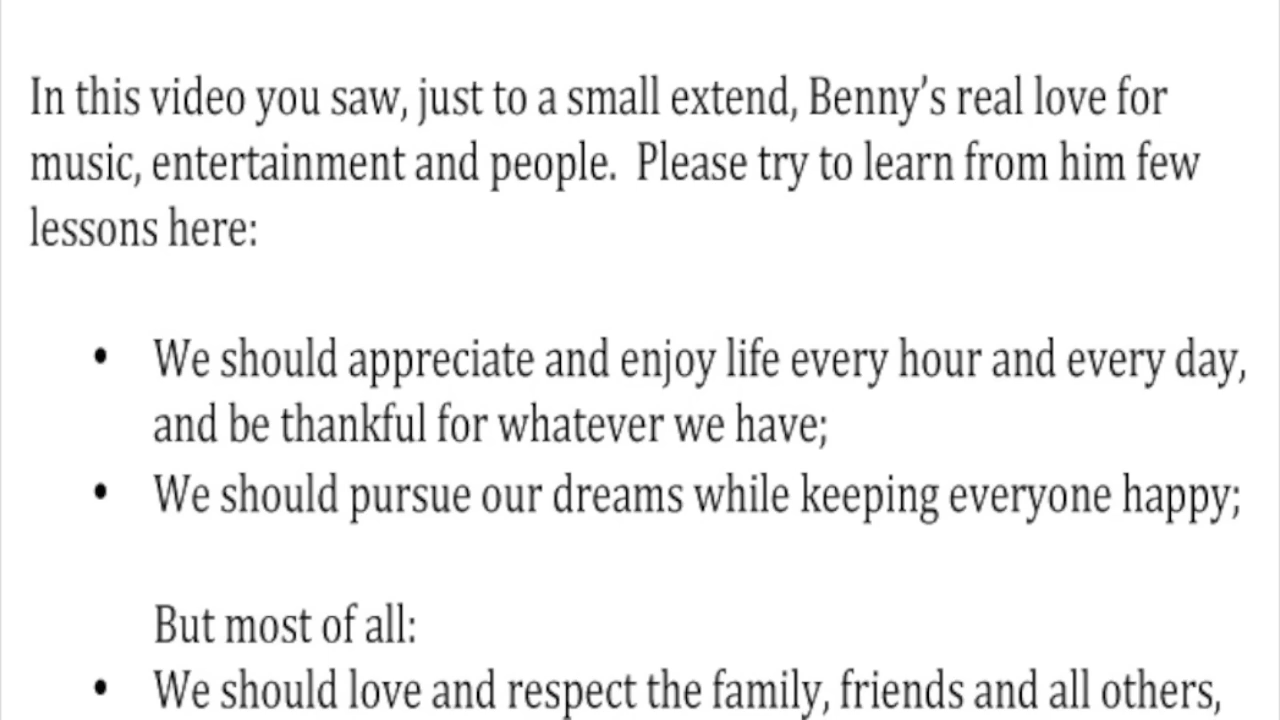 In this video you saw, just to a small extend, Benny’s real love for
music, entertainment and people.  Please try to learn from him few
lessons here:
• We should appreciate and enjoy life every hour and every day,
and be thankful for whatever we have;
• We should pursue our dreams while keeping everyone happy;
But most of all:
• We should love and respect the family, friends and all others,